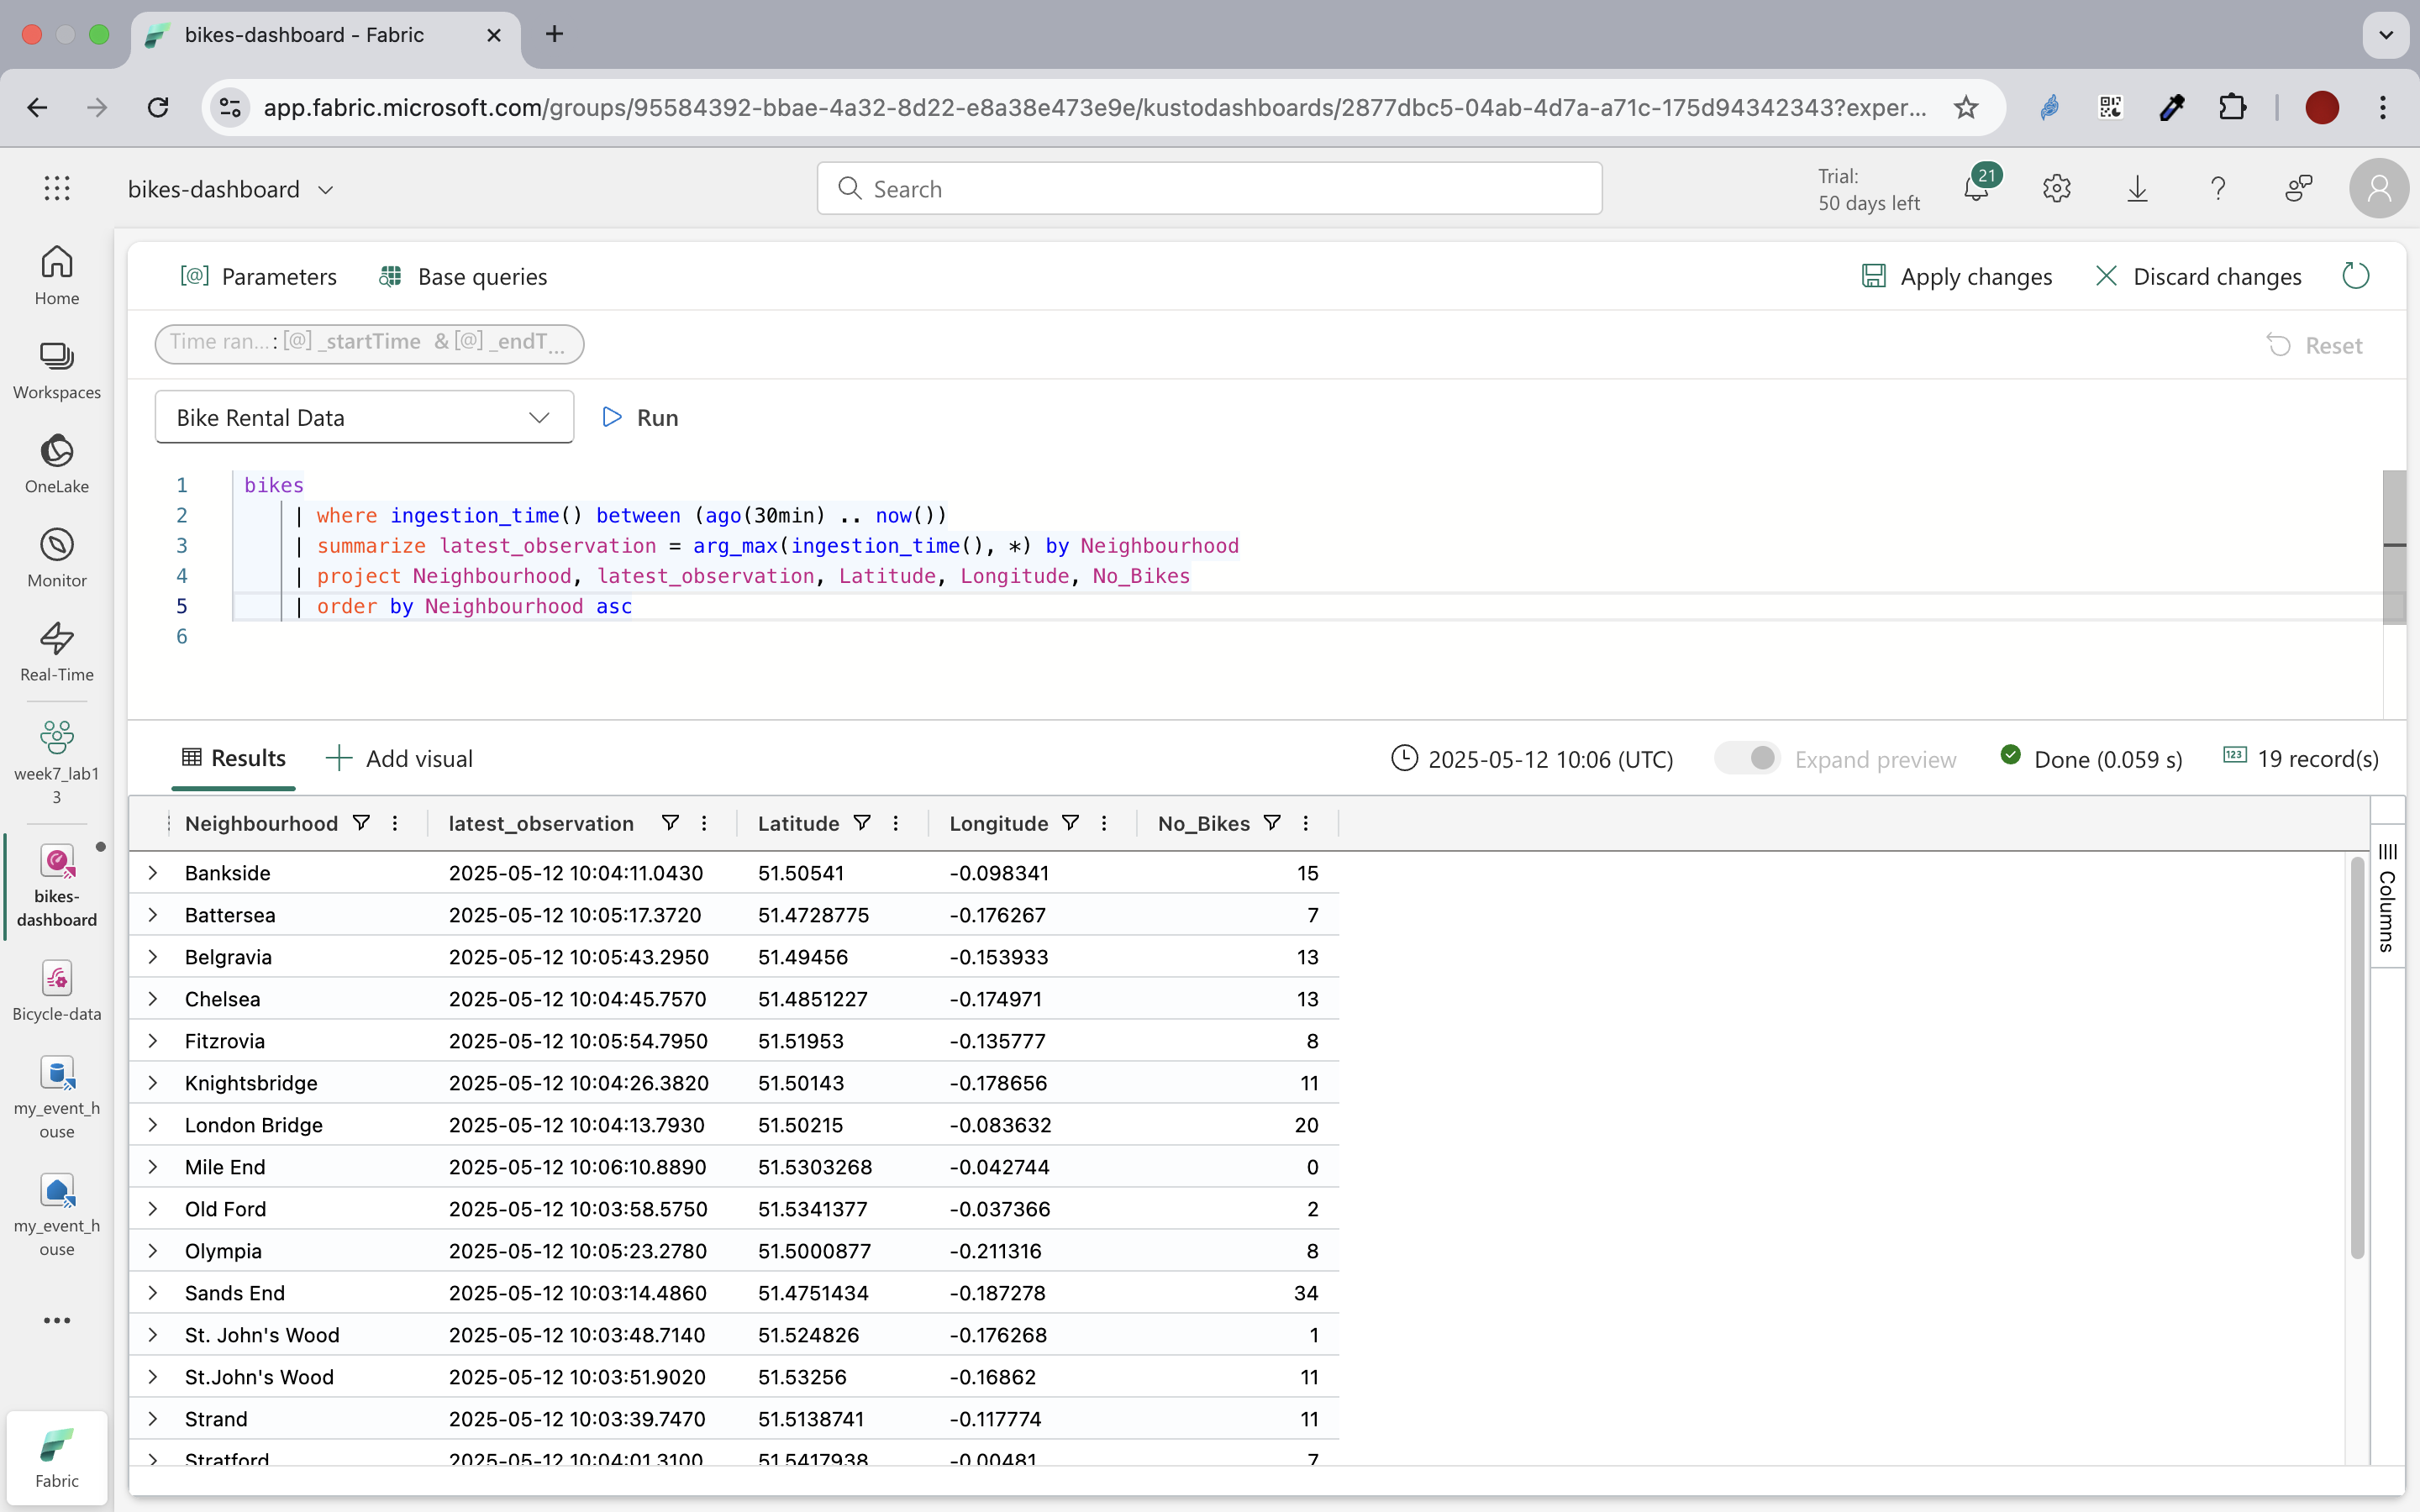 bikes-dashboard - Fabric
app.fabric.microsoft.com/groups/95584392-bbae-4a32-8d22-e8a38e473e9e/kustodashboards/2877dbc5-04ab-4d7a-a71c-175d94342343?exper...
bikes-dashboard
Search
Trial:
50 days left
21
Home
Workspaces
OneLake
Monitor
Real-Time
week7_lab1
3
bikes-
dashboard
Bicycle-data
my_event_h
ouse
my_event_h
ouse
Fabric
[@] Parameters Base queries Apply changes Discard changes
Time ran... : [@] _startTime & [@] _endT... Reset
Bike Rental Data Run
1 bikes
2 | where ingestion_time() between (ago(30min) .. now())
3 | summarize latest_observation = arg_max(ingestion_time(), *) by Neighbourhood
4 | project Neighbourhood, latest_observation, Latitude, Longitude, No_Bikes
5 | order by Neighbourhood asc
6
Results Add visual 2025-05-12 10:06 (UTC) Expand preview Done (0.059 s) 123 19 record(s)
Neighbourhood latest_observation Latitude Longitude No_Bikes
Bankside 2025-05-12 10:04:11.0430 51.50541 -0.098341 15
Battersea 2025-05-12 10:05:17.3720 51.4728775 -0.176267 7
Belgravia 2025-05-12 10:05:43.2950 51.49456 -0.153933 13
Chelsea 2025-05-12 10:04:45.7570 51.4851227 -0.174971 13
Fitzrovia 2025-05-12 10:05:54.7950 51.51953 -0.135777 8
Knightsbridge 2025-05-12 10:04:26.3820 51.50143 -0.178656 11
London Bridge 2025-05-12 10:04:13.7930 51.50215 -0.083632 20
Mile End 2025-05-12 10:06:10.8890 51.5303268 -0.042744 0
Old Ford 2025-05-12 10:03:58.5750 51.5341377 -0.037366 2
Olympia 2025-05-12 10:05:23.2780 51.5000877 -0.211316 8
Sands End 2025-05-12 10:03:14.4860 51.4751434 -0.187278 34
St. John's Wood 2025-05-12 10:03:48.7140 51.524826 -0.176268 1
St.John's Wood 2025-05-12 10:03:51.9020 51.53256 -0.16862 11
Strand 2025-05-12 10:03:39.7470 51.5138741 -0.117774 11
Stratford 2025-05-12 10:04:01.3100 51.5417938 -0.00481 7
Columns